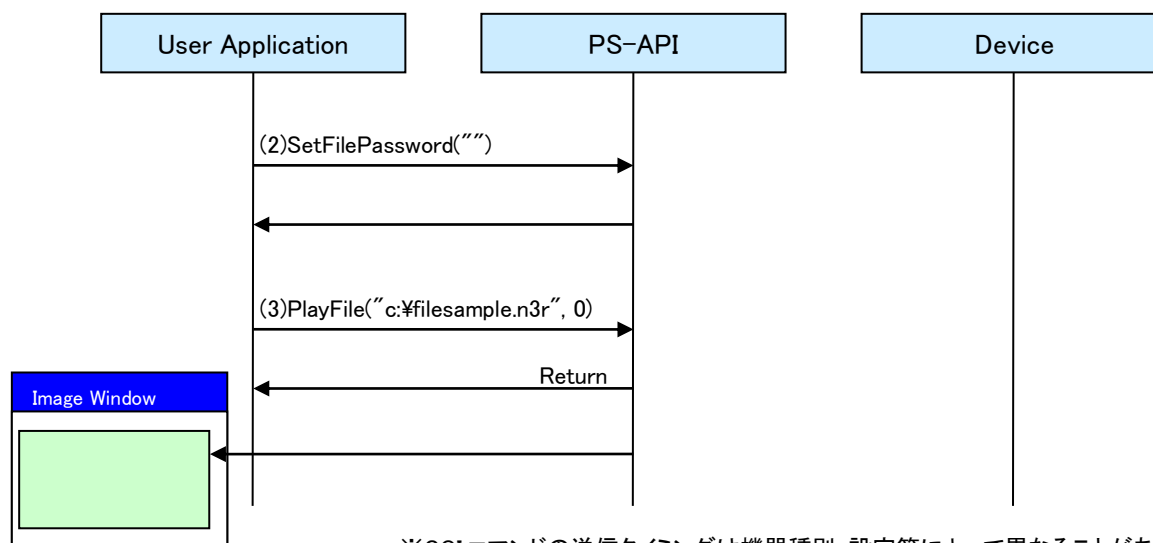 User Application
PS-API
Device
(2)SetFilePassword("")
(3)PlayFile("c:¥filesample.n3r", 0)
Return
Image Window